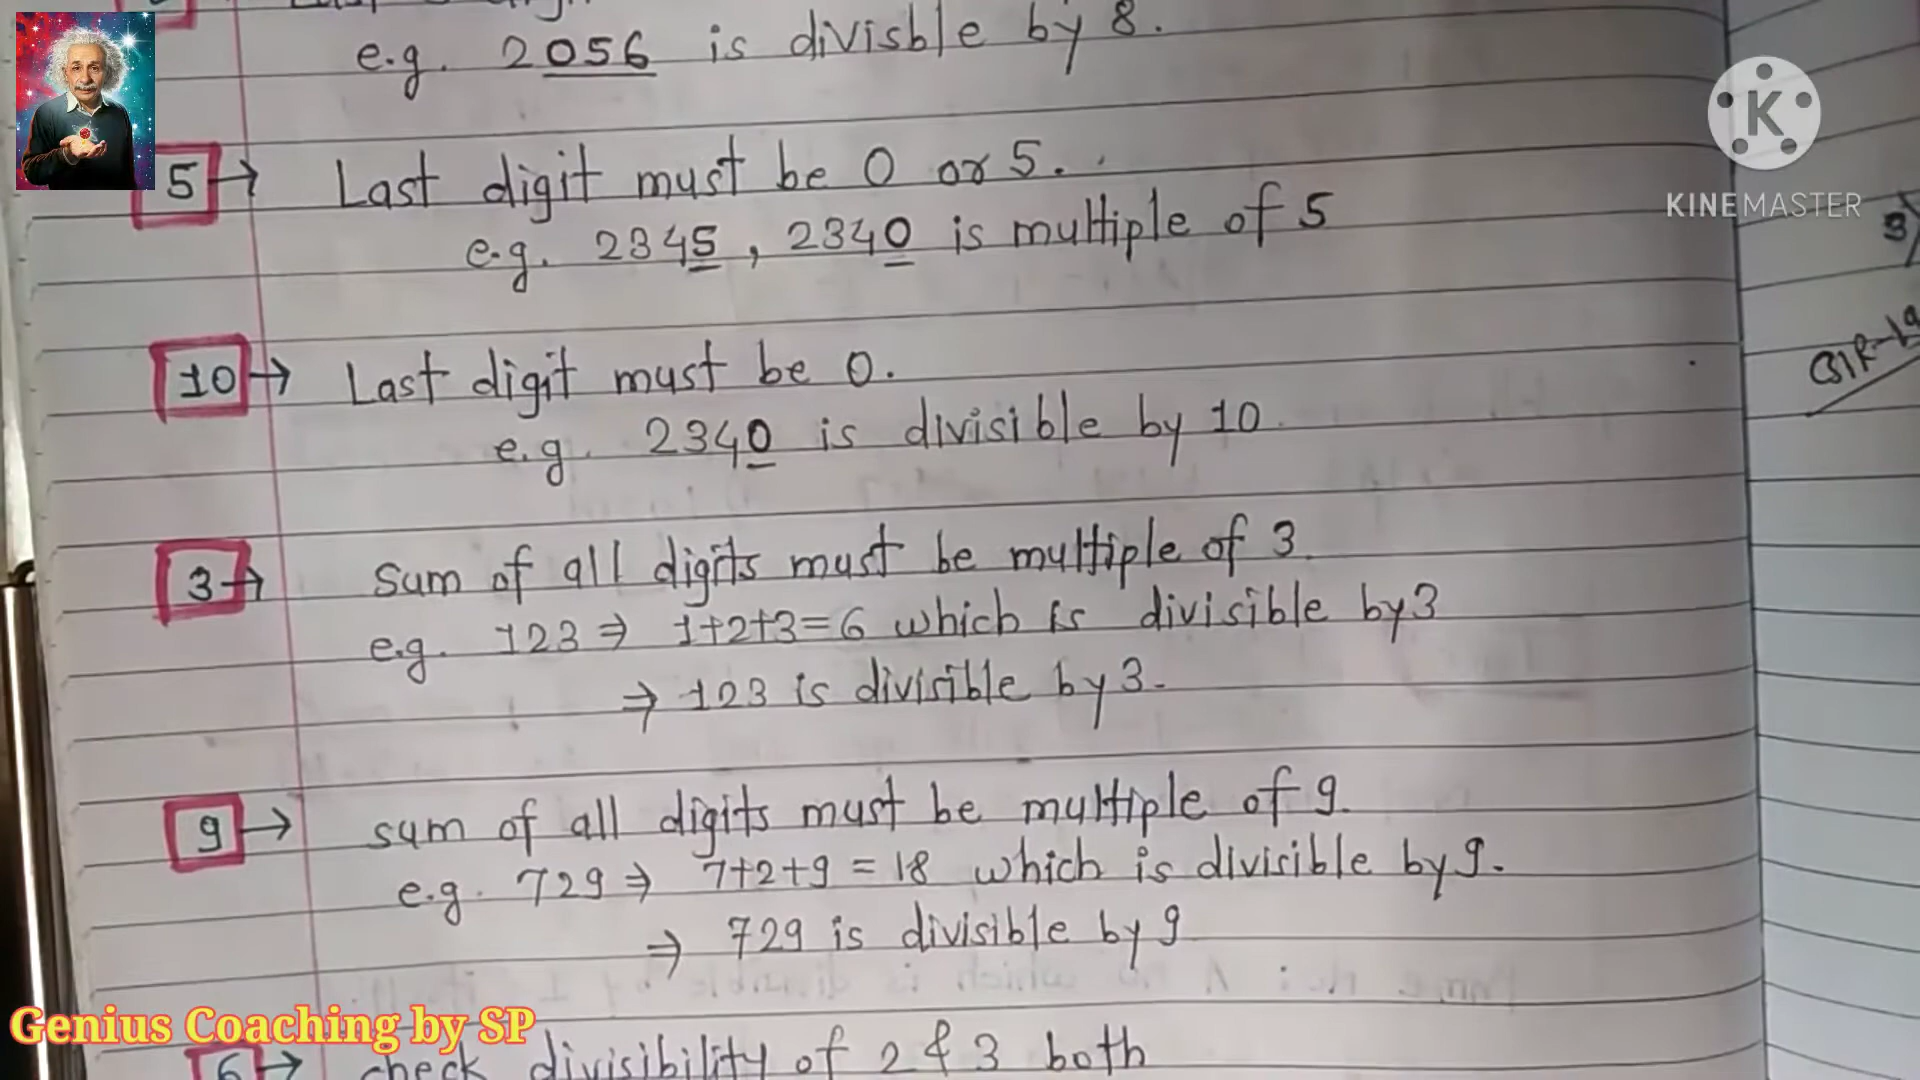 e.g. 2056 is divisble by 8.
5 → Last digit must be 0 or 5.
e.g. 2345, 2340 is multiple of 5
10 → Last digit must be 0.
e.g. 2340 is divisible by 10
3 → Sum of all digits must be multiple of 3
e.g. 123 ⇒ 1+2+3=6 which is divisible by 3
⇒ 123 is divisible by 3.
9 → sum of all digits must be multiple of 9.
e.g. 729 ⇒ 7+2+9 = 18 which is divisible by 9.
⇒ 729 is divisible by 9
6 → check divisibility of 2 & 3 both
K
KINEMASTER
3)
Genius Coaching by SP